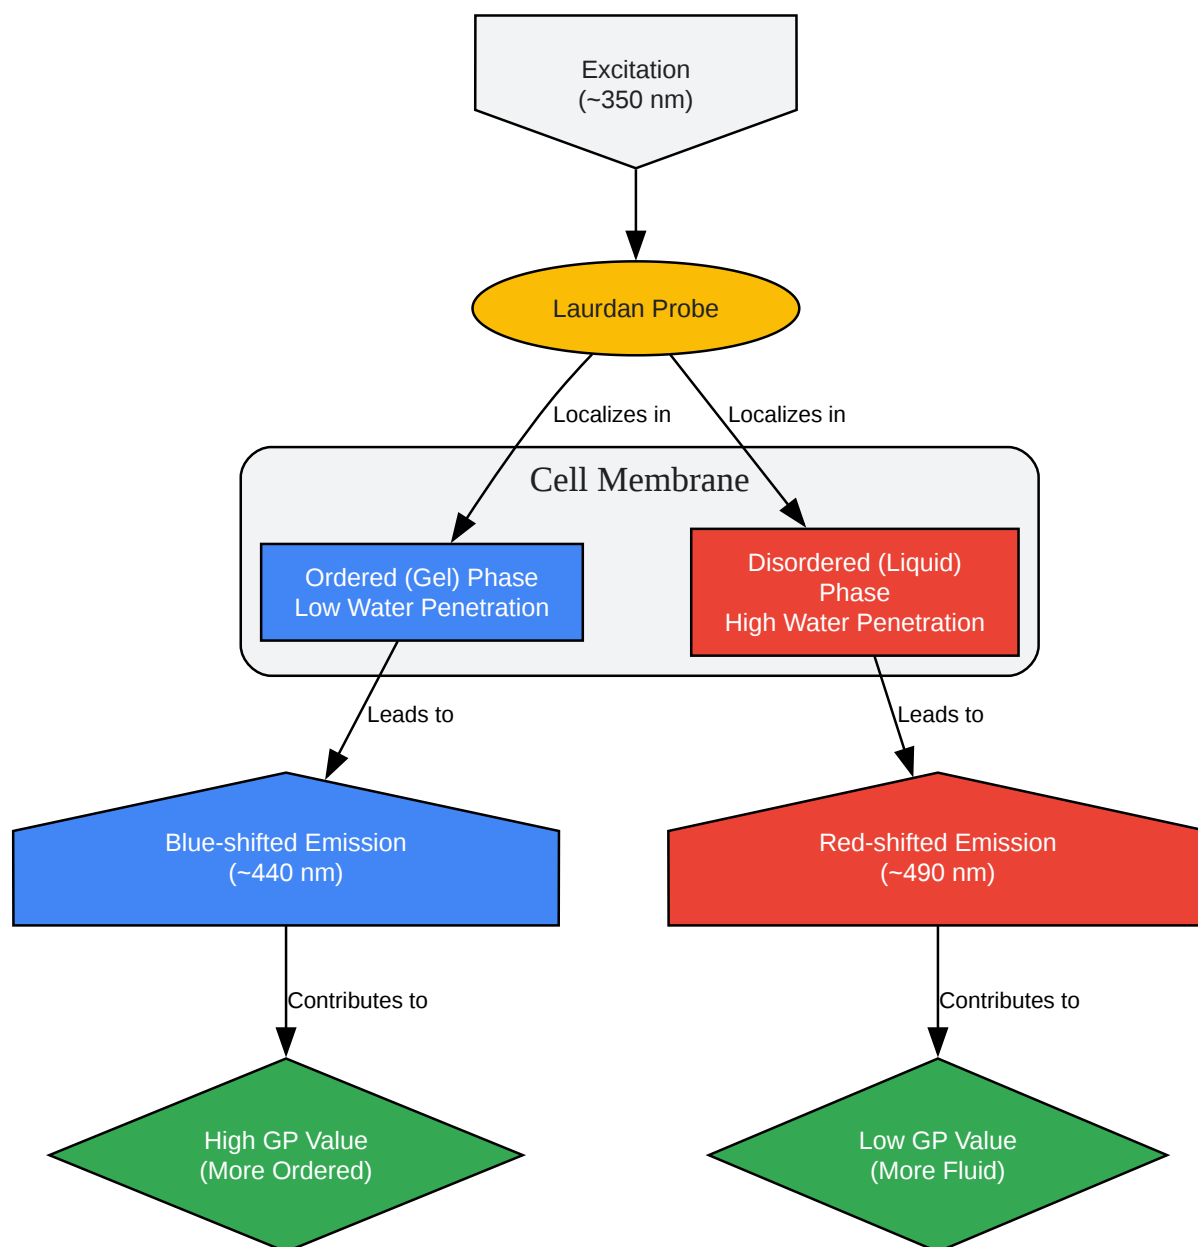 Excitation
(~350 nm)
Laurdan Probe
Localizes in
Localizes in
Cell Membrane
Ordered (Gel) Phase
Low Water Penetration
Disordered (Liquid)
Phase
High Water Penetration
Leads to
Leads to
Blue-shifted Emission
(~440 nm)
Red-shifted Emission
(~490 nm)
Contributes to
Contributes to
High GP Value
(More Ordered)
Low GP Value
(More Fluid)